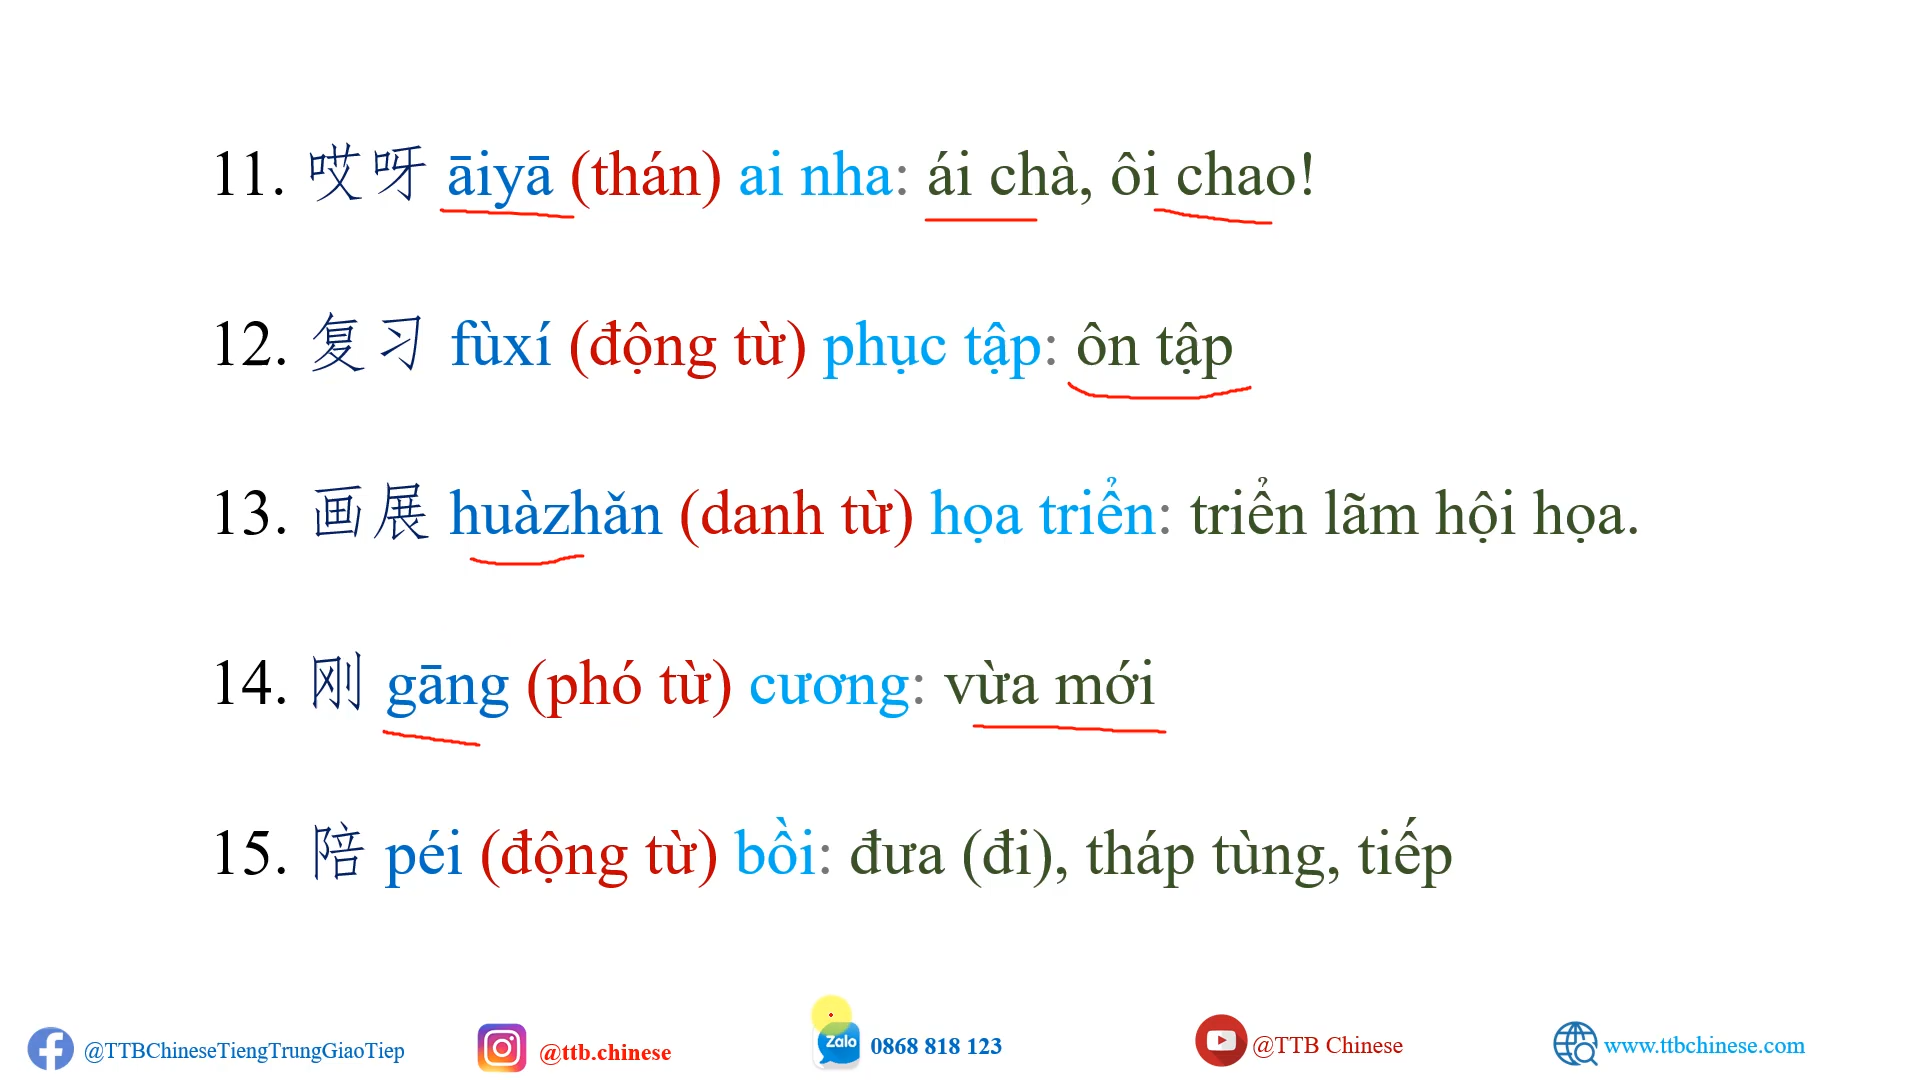 11. 哎呀 āiyā (thán) ai nha: ái chà, ôi chao!
12. 复习 fùxí (động từ) phục tập: ôn tập
13. 画展 huàzhǎn (danh từ) họa triển: triển lãm hội họa.
14. 刚 gāng (phó từ) cương: vừa mới
15. 陪 péi (động từ) bồi: đưa (đi), tháp tùng, tiếp
@TTBChineseTiengTrungGiaoTiep @ttb.chinese Zalo 0868 818 123 @TTB Chinese www.ttbchinese.com